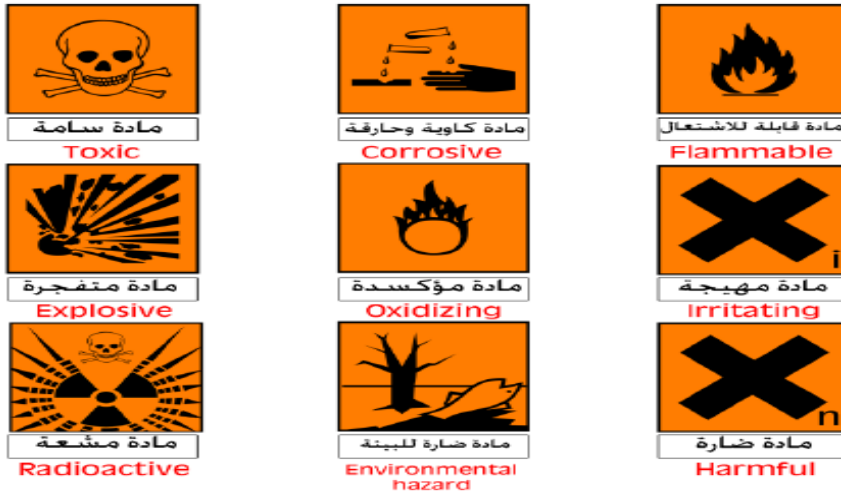 مادة سامة
Toxic
مادة كاوية وحارقة
Corrosive
مادة قابلة للاشتعال
Flammable
مادة متفجرة
Explosive
مادة مؤكسدة
Oxidizing
i
مادة مهيجة
Irritating
مادة مشعة
Radioactive
مادة ضارة للبيئة
Environmental
hazard
n
مادة ضارة
Harmful